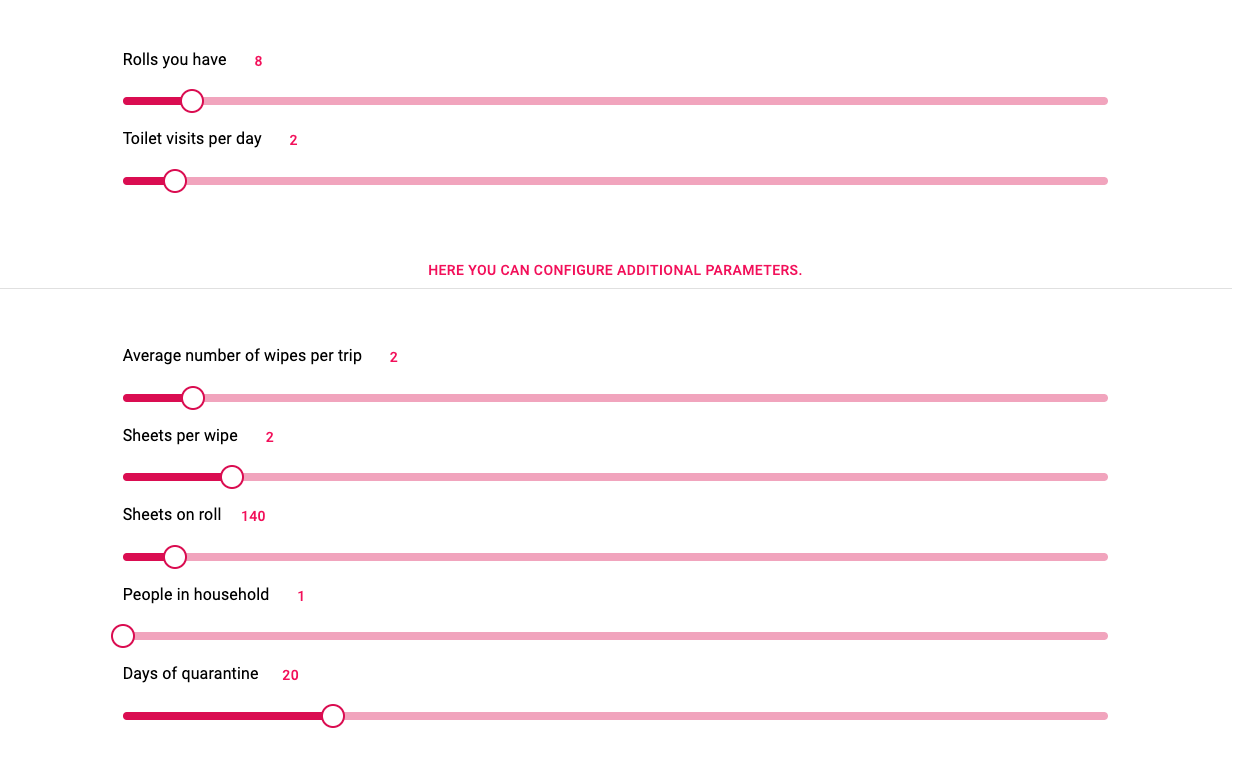 Rolls you have 8
Toilet visits per day 2
HERE YOU CAN CONFIGURE ADDITIONAL PARAMETERS.
Average number of wipes per trip 2
Sheets per wipe 2
Sheets on roll 140
People in household 1
Days of quarantine 20